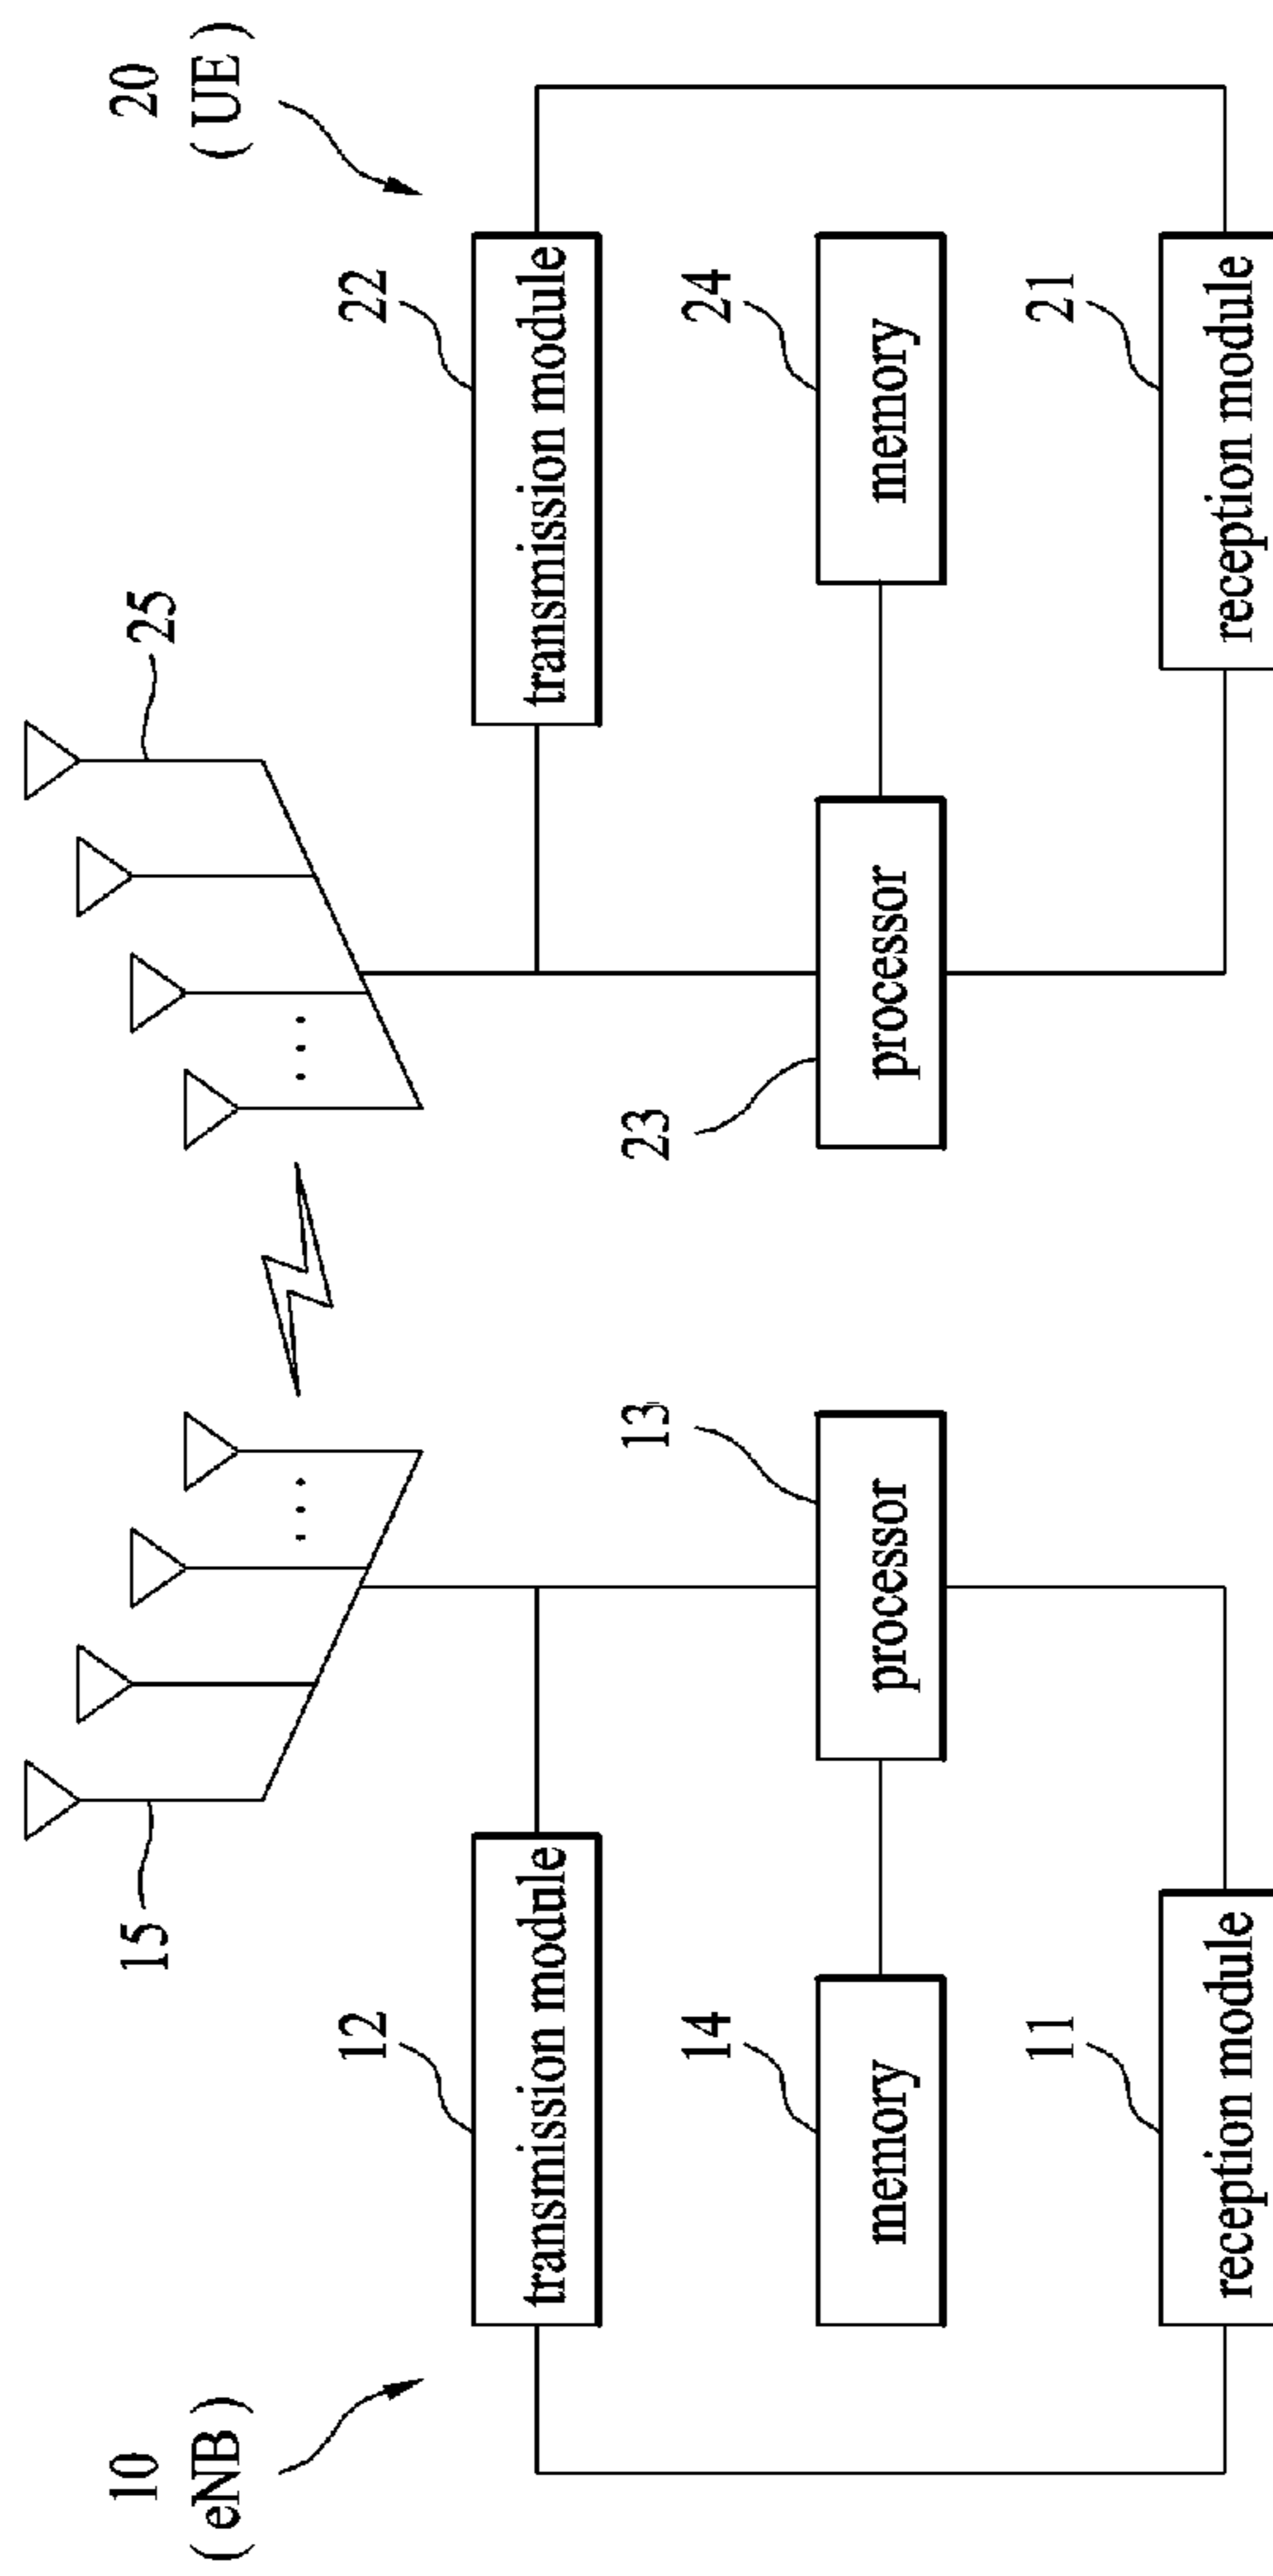 10
( eNB )
15
12
transmission module
13
processor
14
memory
11
reception module
20
( UE )
25
22
transmission module
23
processor
24
memory
21
reception module